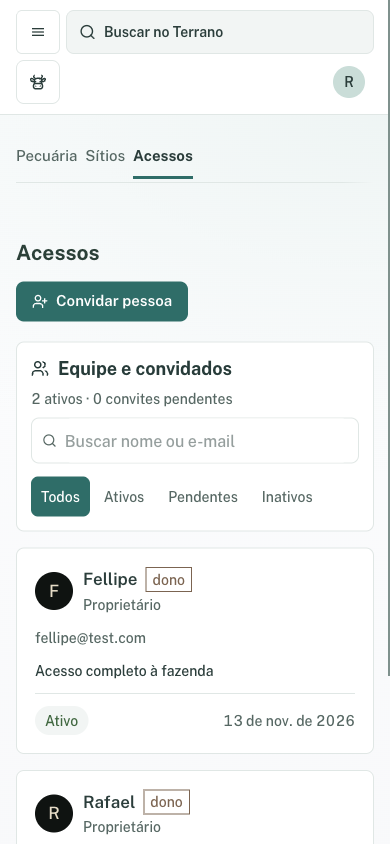 Buscar no Terrano
R
Pecuária Sítios Acessos
Acessos
Convidar pessoa
Equipe e convidados
2 ativos · 0 convites pendentes
Buscar nome ou e-mail
Todos Ativos Pendentes Inativos
F
Fellipe dono
Proprietário
fellipe@test.com
Acesso completo à fazenda
Ativo 13 de nov. de 2026
R
Rafael dono
Proprietário